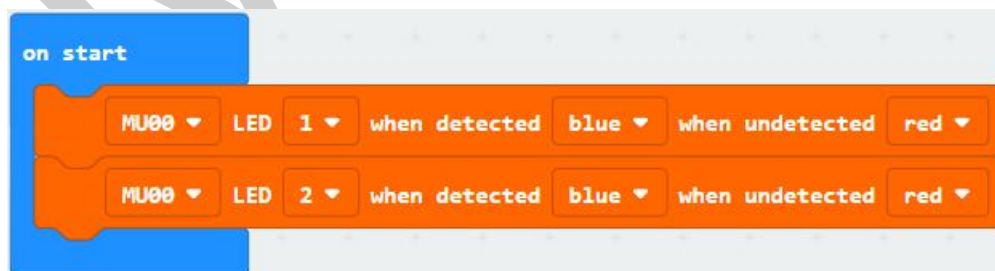 on start
MU00 LED 1 when detected blue when undetected red
MU00 LED 2 when detected blue when undetected red